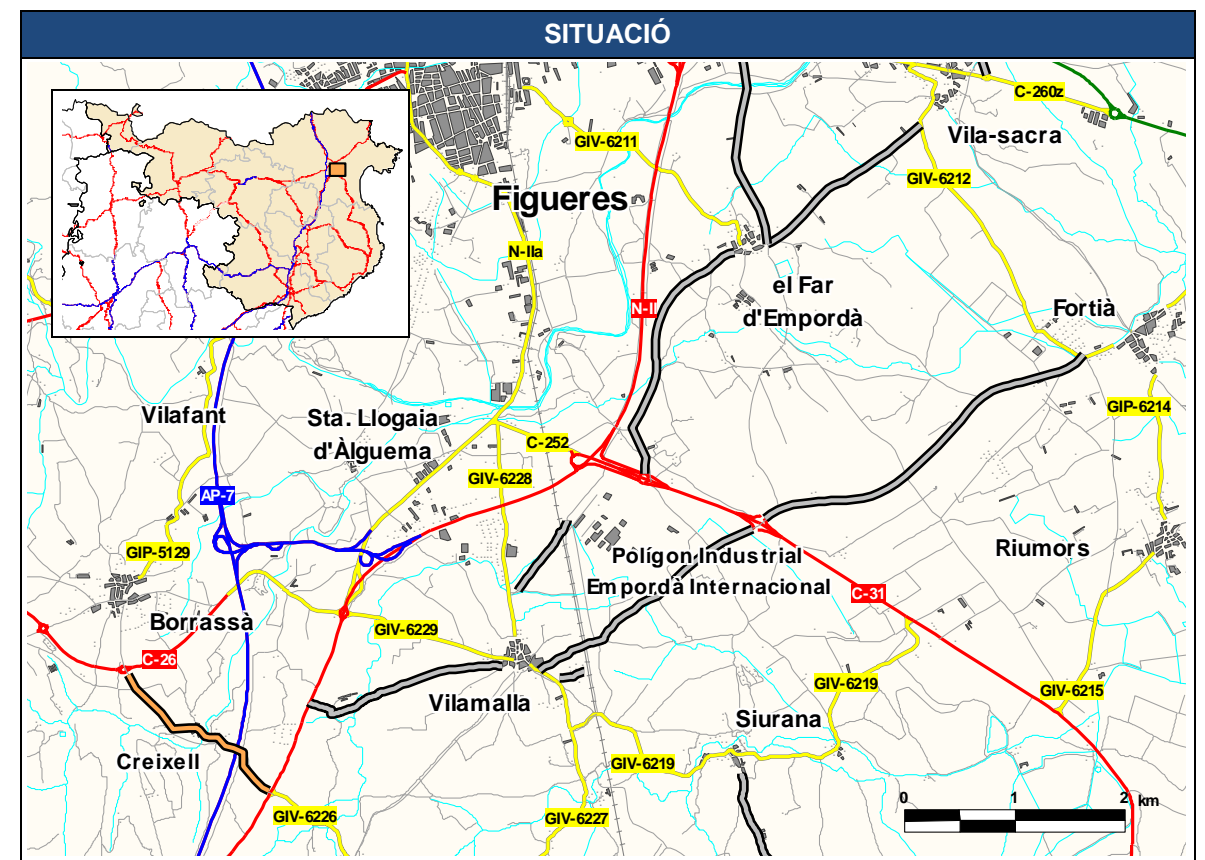 SITUACIÓ
C-260z
Vila-sacra
GIV-6211
GIV-6212
Figueres
N-IIa
el Far
d'Empordà
N-II
Fortià
Vilafant
Sta. Llogaia
d'Àlguema
GIP-6214
C-252
GIV-6228
AP-7
GIP-5129
Polígon Industrial
Empordà Internacional
Riumors
C-31
Borrassà
GIV-6229
C-26
GIV-6219
GIV-6215
Vilamalla
Siurana
Creixell
GIV-6219
GIV-6226
GIV-6227
0 1 2 km